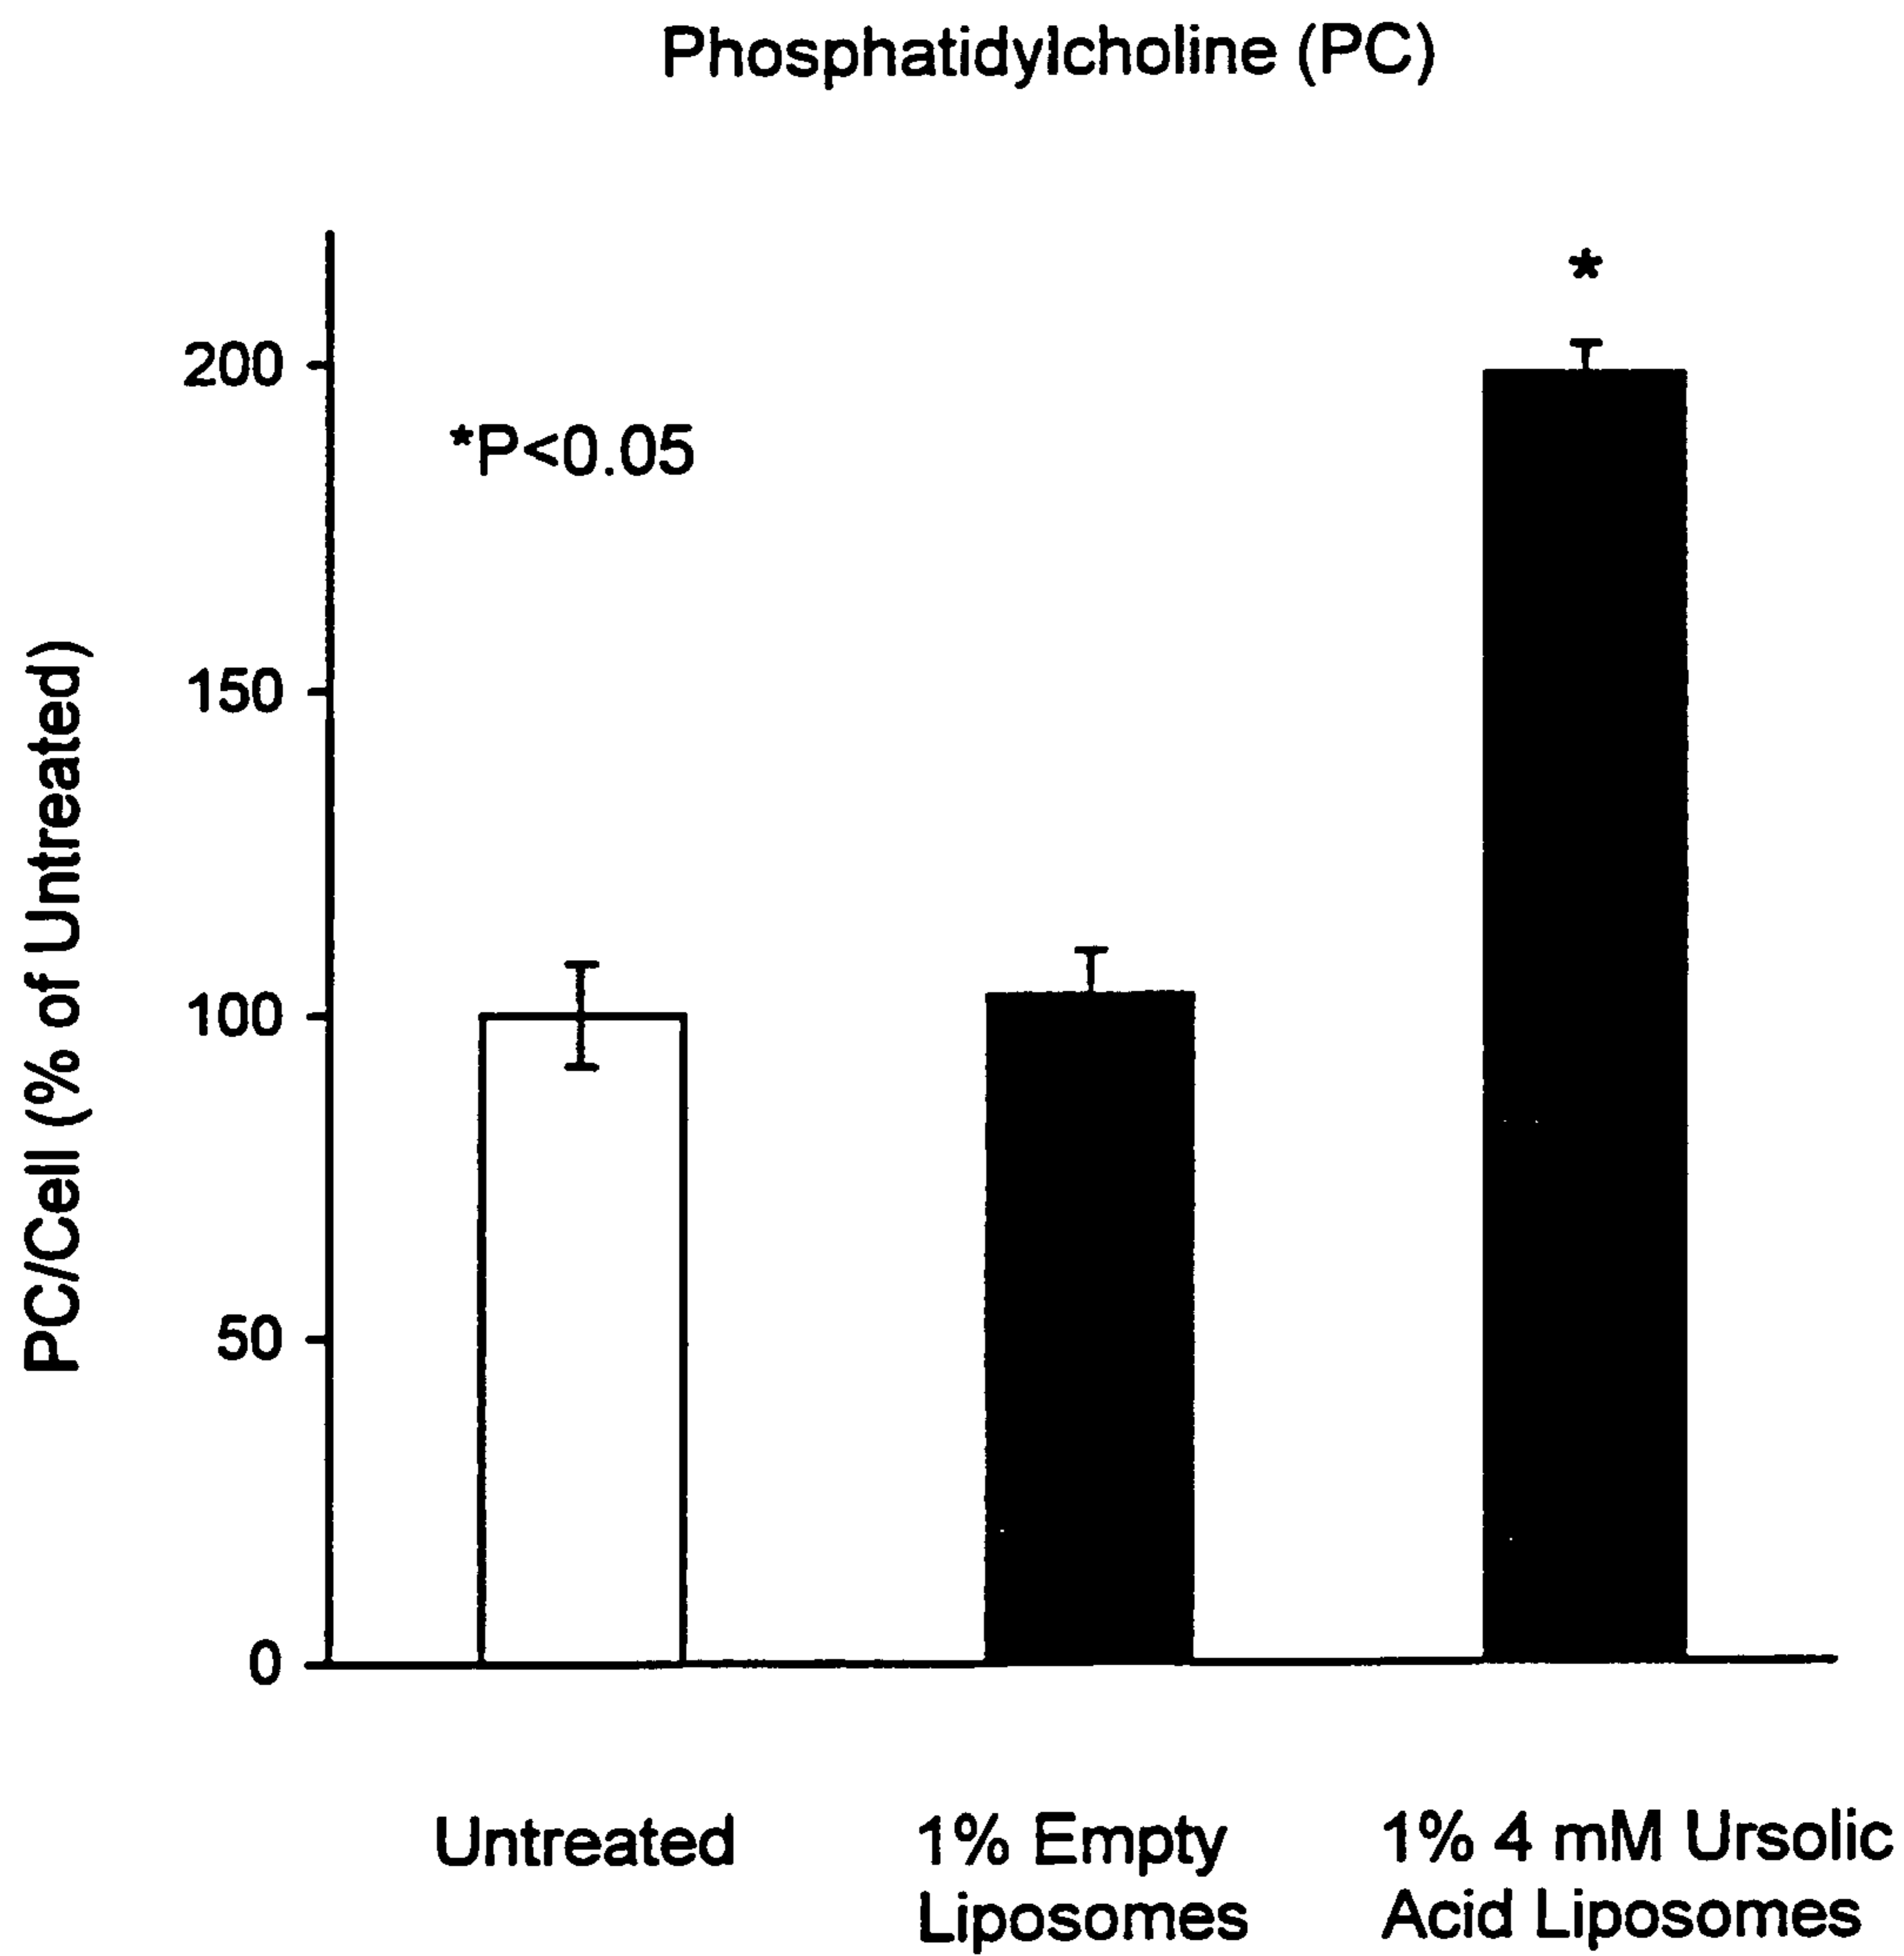 Phosphatidylcholine (PC)
*
200
*P<0.05
150
100
50
0
PC/Cell (% of Untreated)
Untreated
1% Empty
Liposomes
1% 4 mM Ursolic
Acid Liposomes